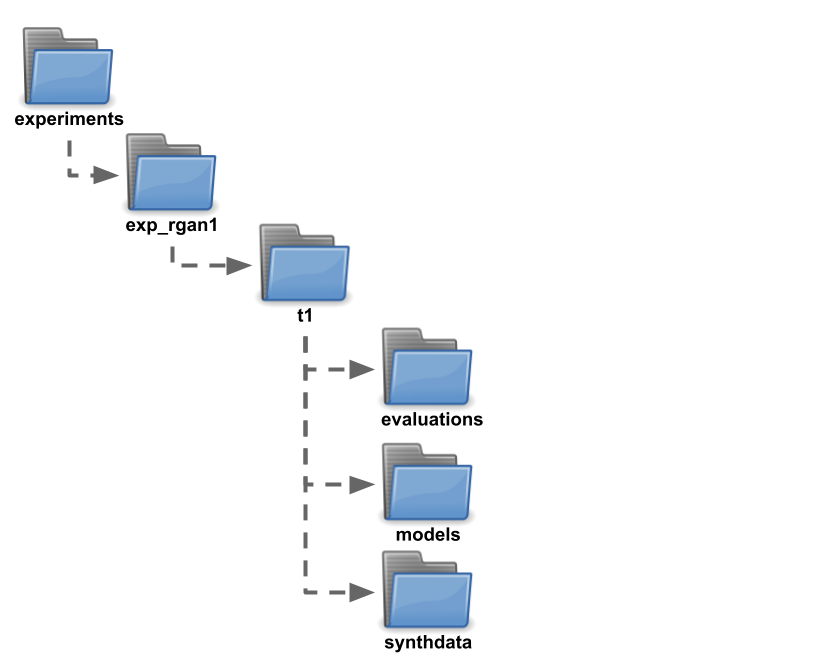 experiments
exp_rgan1
t1
evaluations
models
synthdata